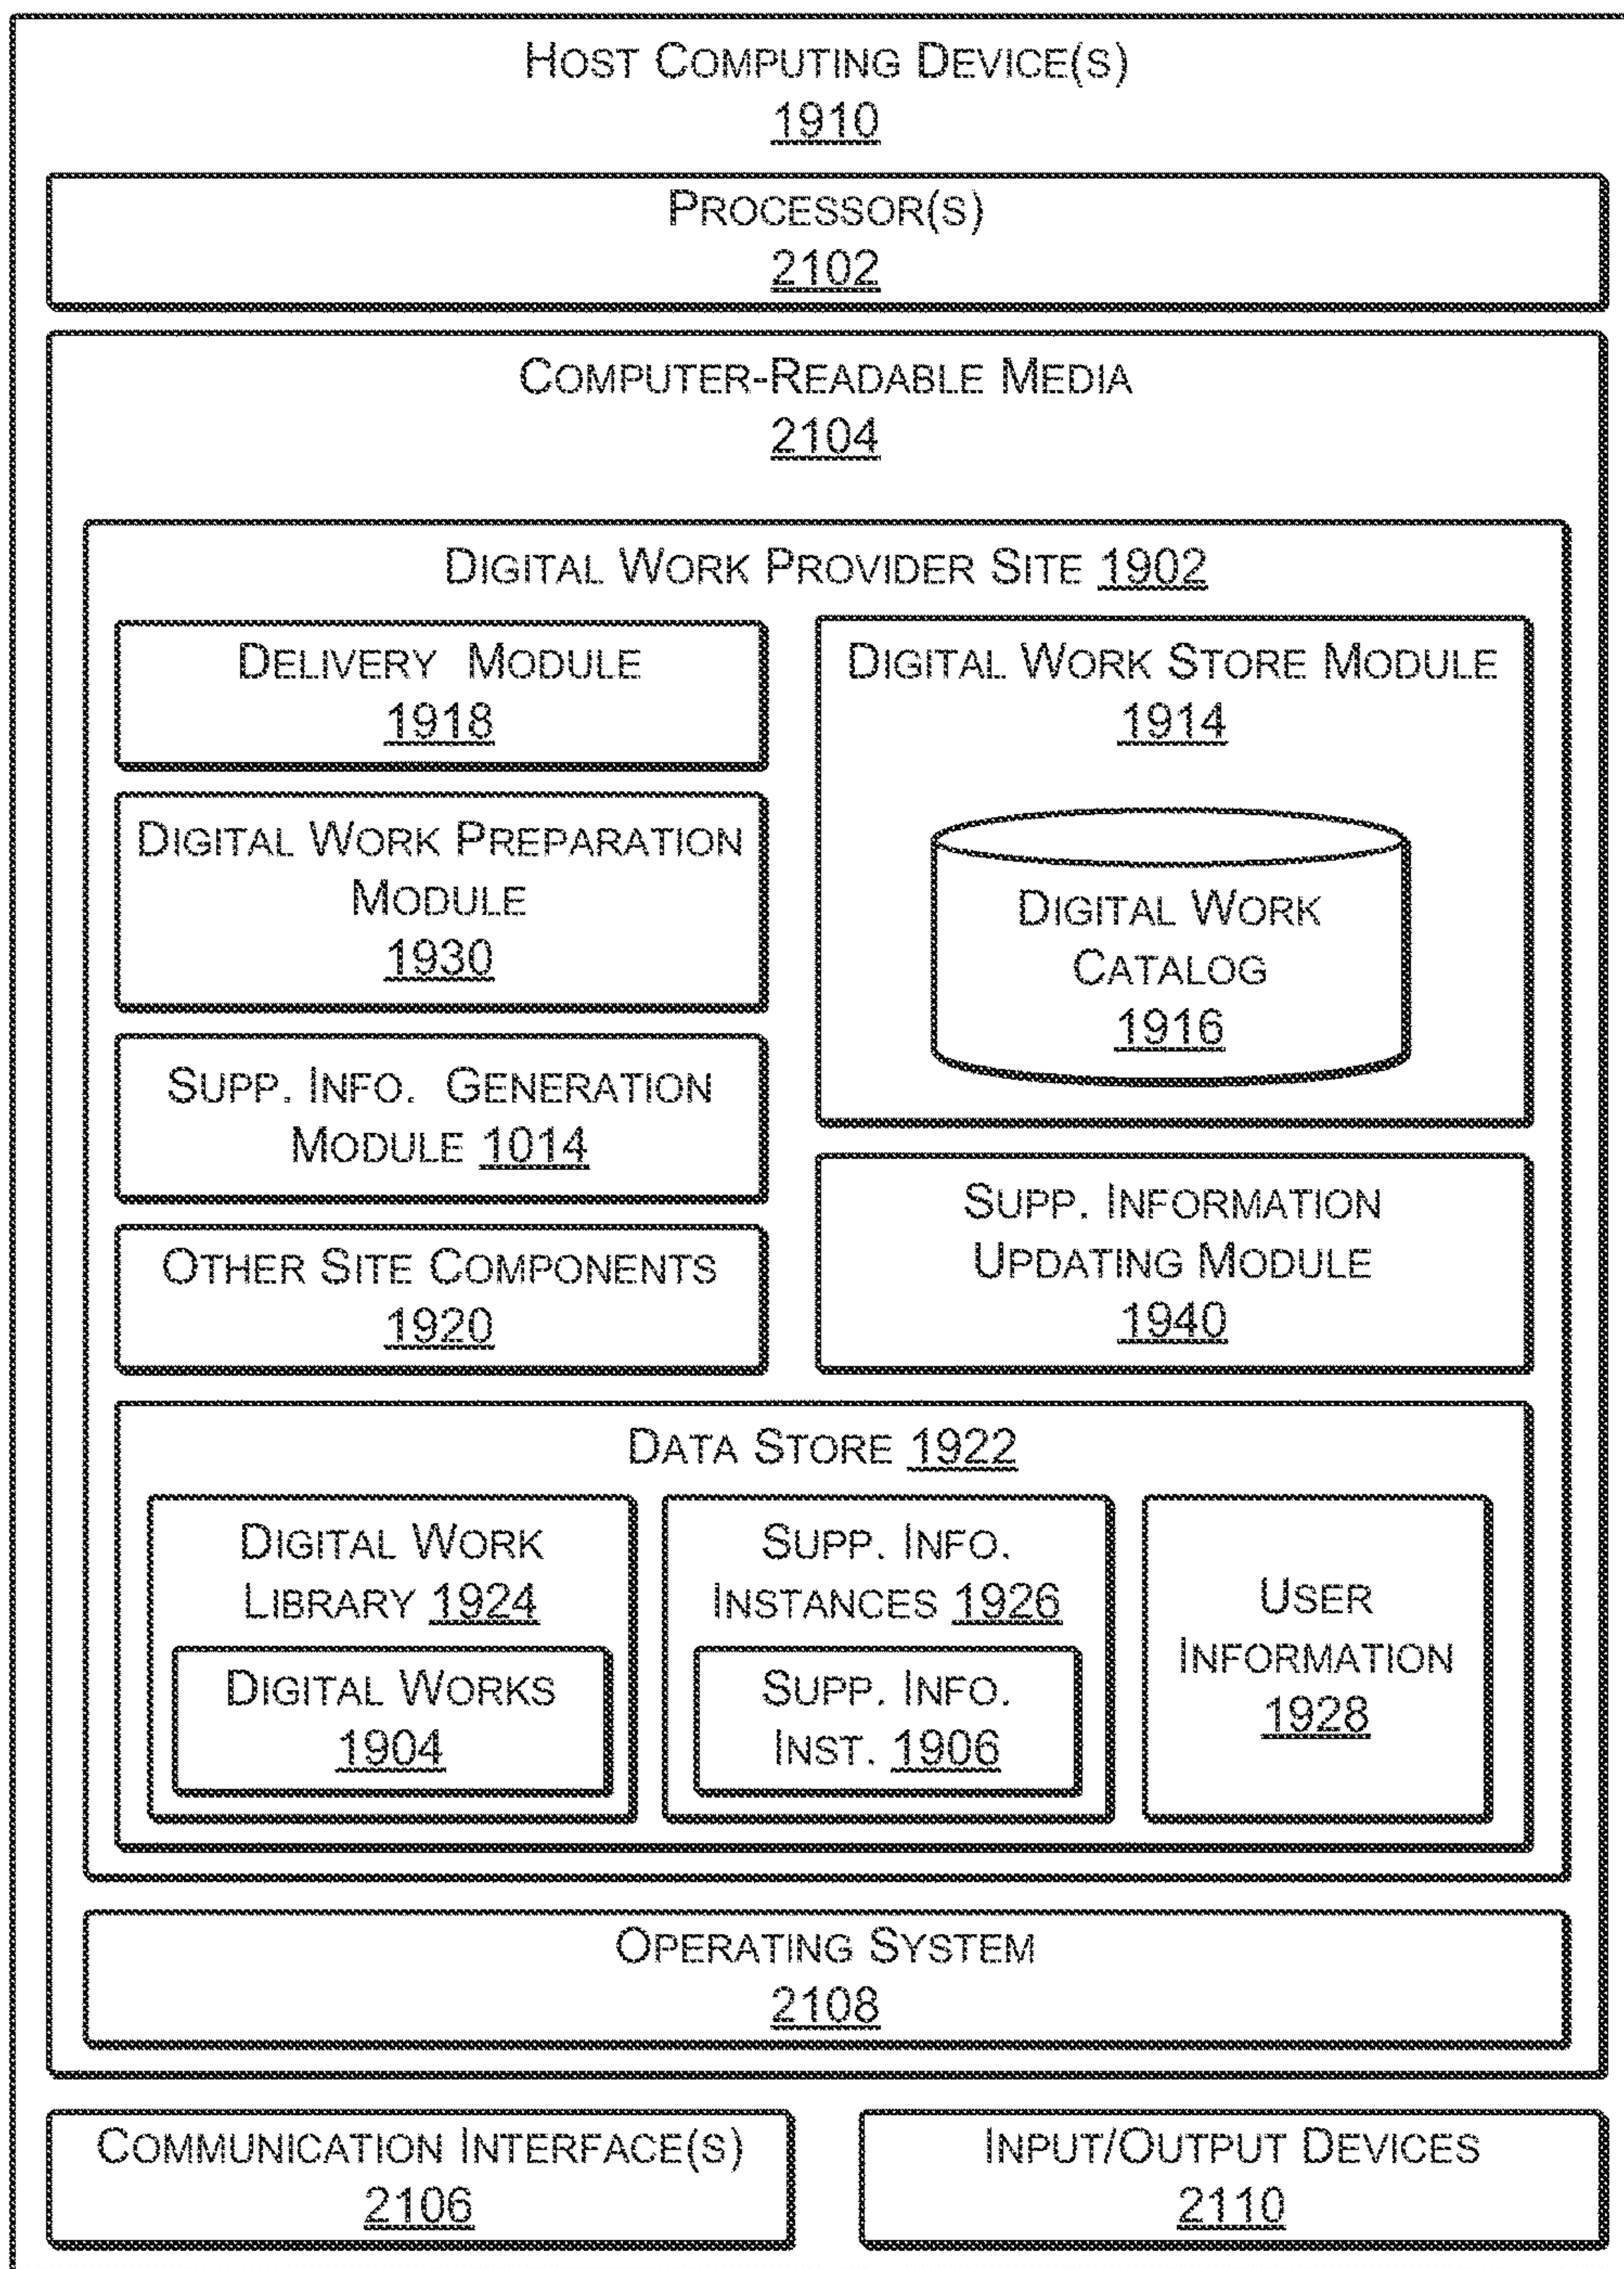 HOST COMPUTING DEVICE(S)
1910
PROCESSOR(S)
2102
COMPUTER-READABLE MEDIA
2104
DIGITAL WORK PROVIDER SITE 1902
DELIVERY MODULE
1918
DIGITAL WORK PREPARATION
MODULE
1930
SUPP. INFO. GENERATION
MODULE 1014
OTHER SITE COMPONENTS
1920
DIGITAL WORK STORE MODULE
1914
DIGITAL WORK
CATALOG
1916
SUPP. INFORMATION
UPDATING MODULE
1940
DATA STORE 1922
DIGITAL WORK
LIBRARY 1924
DIGITAL WORKS
1904
SUPP. INFO.
INSTANCES 1926
SUPP. INFO.
INST. 1906
USER
INFORMATION
1928
OPERATING SYSTEM
2108
COMMUNICATION INTERFACE(S)
2106
INPUT/OUTPUT DEVICES
2110